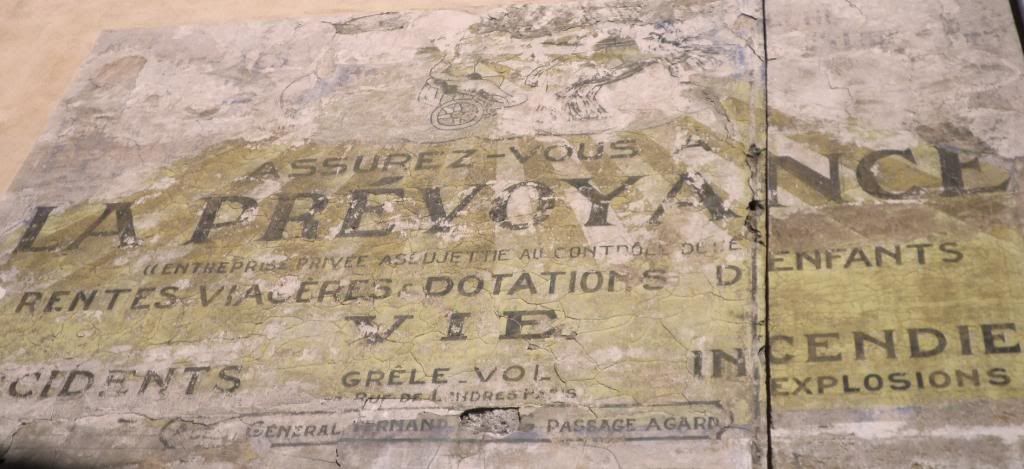 ASSUREZ-VOUS A
LA PRÉVOYANCE
((ENTREPRISE PRIVÉE ASSUJETTIE AU CONTRÔLE DE L'É
RENTES VIAGÈRES DOTATIONS D'ENFANTS
VIE
CIDENTS GRÊLE-VOL INCENDIE
RUE DE LONDRES PARIS EXPLOSIONS
GÉNÉRAL FERNAND PASSAGE AGARD